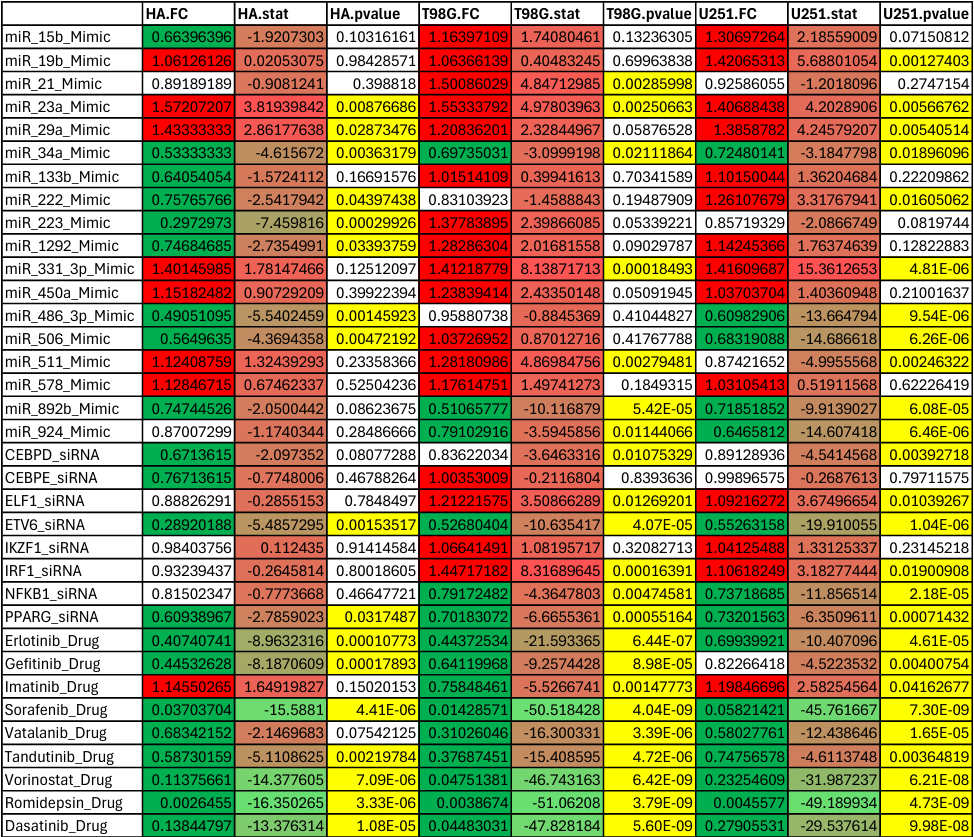 HA.FC HA.stat HA.pvalue T98G.FC T98G.stat T98G.pvalue U251.FC U251.stat U251.pvalue
miR_15b_Mimic 0.66396396 -1.9207303 0.10316161 1.16397109 1.74080461 0.13236305 1.30697264 2.18559009 0.07150812
miR_19b_Mimic 1.06126126 0.02053075 0.98428571 1.06366139 0.40483245 0.69963838 1.42065313 5.68801054 0.00127403
miR_21_Mimic 0.89189189 -0.9081241 0.398818 1.50086029 4.84712985 0.00285998 0.92586055 -1.2018096 0.2747154
miR_23a_Mimic 1.57207207 3.81939842 0.00876686 1.55333792 4.97803963 0.00250663 1.40688438 4.2028906 0.00566762
miR_29a_Mimic 1.43333333 2.86177638 0.02873476 1.20836201 2.32844967 0.05876528 1.3858782 4.24579207 0.00540514
miR_34a_Mimic 0.53333333 -4.615672 0.00363179 0.69735031 -3.0999198 0.02111864 0.72480141 -3.1847798 0.01896096
miR_133b_Mimic 0.64054054 -1.5724112 0.16691576 1.01514109 0.39941613 0.70341589 1.10150044 1.36204684 0.22209862
miR_222_Mimic 0.75765766 -2.5417942 0.04397438 0.83103923 -1.4588843 0.19487909 1.26107679 3.31767941 0.01605062
miR_223_Mimic 0.2972973 -7.459816 0.00029926 1.37783895 2.39866085 0.05339221 0.85719329 -2.0866749 0.0819744
miR_1292_Mimic 0.74684685 -2.7354991 0.03393759 1.28286304 2.01681558 0.09029787 1.14245366 1.76374639 0.12822883
miR_331_3p_Mimic 1.40145985 1.78147466 0.12512097 1.41218779 8.13871713 0.00018493 1.41609687 15.3612653 4.81E-06
miR_450a_Mimic 1.15182482 0.90729209 0.39922394 1.23839414 2.43350148 0.05091945 1.03703704 1.40360948 0.21001637
miR_486_3p_Mimic 0.49051095 -5.5402459 0.00145923 0.95880738 -0.8845369 0.41044827 0.60982906 -13.664794 9.54E-06
miR_506_Mimic 0.5649635 -4.3694358 0.00472192 1.03726952 0.87012716 0.41767788 0.68319088 -14.686618 6.26E-06
miR_511_Mimic 1.12408759 1.32439293 0.23358366 1.28180986 4.86984756 0.00279481 0.87421652 -4.9955568 0.00246322
miR_578_Mimic 1.12846715 0.67462337 0.52504236 1.17614751 1.49741273 0.1849315 1.03105413 0.51911568 0.62226419
miR_892b_Mimic 0.74744526 -2.0500442 0.08623675 0.51065777 -10.116879 5.42E-05 0.71851852 -9.9139027 6.08E-05
miR_924_Mimic 0.87007299 -1.1740344 0.28486666 0.79102916 -3.5945856 0.01144066 0.6465812 -14.607418 6.46E-06
CEBPD_siRNA 0.6713615 -2.097352 0.08077288 0.83622034 -3.6463316 0.01075329 0.89128936 -4.5414568 0.00392718
CEBPE_siRNA 0.76713615 -0.7748006 0.46788264 1.00353009 -0.2116804 0.8393636 0.99896575 -0.2687613 0.79711575
ELF1_siRNA 0.88826291 -0.2855153 0.7848497 1.21221575 3.50866289 0.01269201 1.09216272 3.67496654 0.01039267
ETV6_siRNA 0.28920188 -5.4857295 0.00153517 0.52680404 -10.635417 4.07E-05 0.55263158 -19.910055 1.04E-06
IKZF1_siRNA 0.98403756 0.112435 0.91414584 1.06641491 1.08195717 0.32082713 1.04125488 1.33125337 0.23145218
IRF1_siRNA 0.93239437 -0.2645814 0.80018605 1.44717182 8.31689645 0.00016391 1.10618249 3.18277444 0.01900908
NFKB1_siRNA 0.81502347 -0.7773668 0.46647721 0.79172482 -4.3647803 0.00474581 0.73718685 -11.856514 2.18E-05
PPARG_siRNA 0.60938967 -2.7859023 0.0317487 0.70183072 -6.6655361 0.00055164 0.73201563 -6.3509611 0.00071432
Erlotinib_Drug 0.40740741 -8.9632316 0.00010773 0.44372534 -21.593365 6.44E-07 0.69939921 -10.407096 4.61E-05
Gefitinib_Drug 0.44532628 -8.1870609 0.00017893 0.64119968 -9.2574428 8.98E-05 0.82266418 -4.5223532 0.00400754
Imatinib_Drug 1.14550265 1.64919827 0.15020153 0.75848461 -5.5266741 0.00147773 1.19846696 2.58254564 0.04162677
Sorafenib_Drug 0.03703704 -15.5881 4.41E-06 0.01428571 -50.518428 4.04E-09 0.05821421 -45.761667 7.30E-09
Vatalanib_Drug 0.68342152 -2.1469683 0.07542125 0.31026046 -16.300331 3.39E-06 0.58027761 -12.438646 1.65E-05
Tandutinib_Drug 0.58730159 -5.1108625 0.00219784 0.37687451 -15.408595 4.72E-06 0.74756578 -4.6113748 0.00364819
Vorinostat_Drug 0.11375661 -14.377605 7.09E-06 0.04751381 -46.743163 6.42E-09 0.23254609 -31.987237 6.21E-08
Romidepsin_Drug 0.0026455 -16.350265 3.33E-06 0.0038674 -51.06208 3.79E-09 0.0045577 -49.189934 4.73E-09
Dasatinib_Drug 0.13844797 -13.376314 1.08E-05 0.04483031 -47.828184 5.60E-09 0.27905531 -29.537614 9.98E-08